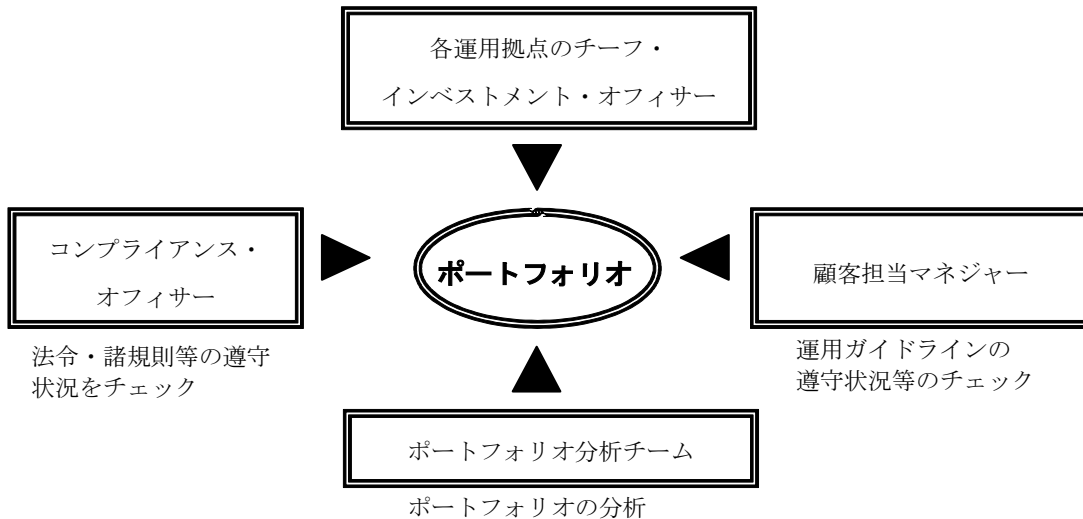 各運用拠点のチーフ・
インベストメント・オフィサー
コンプライアンス・
オフィサー
ポートフォリオ
顧客担当マネジャー
法令・諸規則等の遵守
状況をチェック
運用ガイドラインの
遵守状況等のチェック
ポートフォリオ分析チーム
ポートフォリオの分析